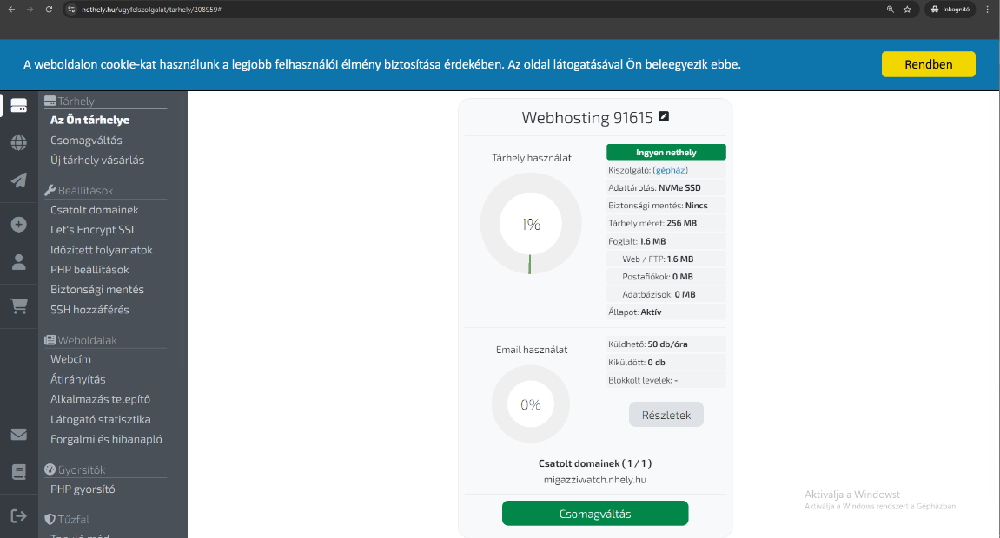 nethely.hu/ugyfelszolgalat/tarhely/208959#-
Inkognitó
A weboldalon cookie-kat használunk a legjobb felhasználói élmény biztosítása érdekében. Az oldal látogatásával Ön beleegyezik ebbe.
Rendben
Tárhely
Az Ön tárhelye
Csomagváltás
Új tárhely vásárlás
Beállítások
Csatolt domainek
Let's Encrypt SSL
Időzített folyamatok
PHP beállítások
Biztonsági mentés
SSH hozzáférés
Weboldalak
Webcím
Átirányítás
Alkalmazás telepítő
Látogató statisztika
Forgalmi és hibanapló
Gyorsítók
PHP gyorsító
Tűzfal
Tanuló mód
Webhosting 91615
Tárhely használat
1%
Ingyen nethely
Kiszolgáló: (gépház)
Adattárolás: NVMe SSD
Biztonsági mentés: Nincs
Tárhely méret: 256 MB
Foglalt: 1.6 MB
Web / FTP: 1.6 MB
Postafiókok: 0 MB
Adatbázisok: 0 MB
Állapot: Aktív
Email használat
0%
Küldhető: 50 db/óra
Kiküldött: 0 db
Blokkolt levelek: -
Részletek
Csatolt domainek ( 1 / 1 )
migazziwatch.nhely.hu
Csomagváltás
Aktiválja a Windowst
Aktiválja a Windows rendszert a Gépházban.